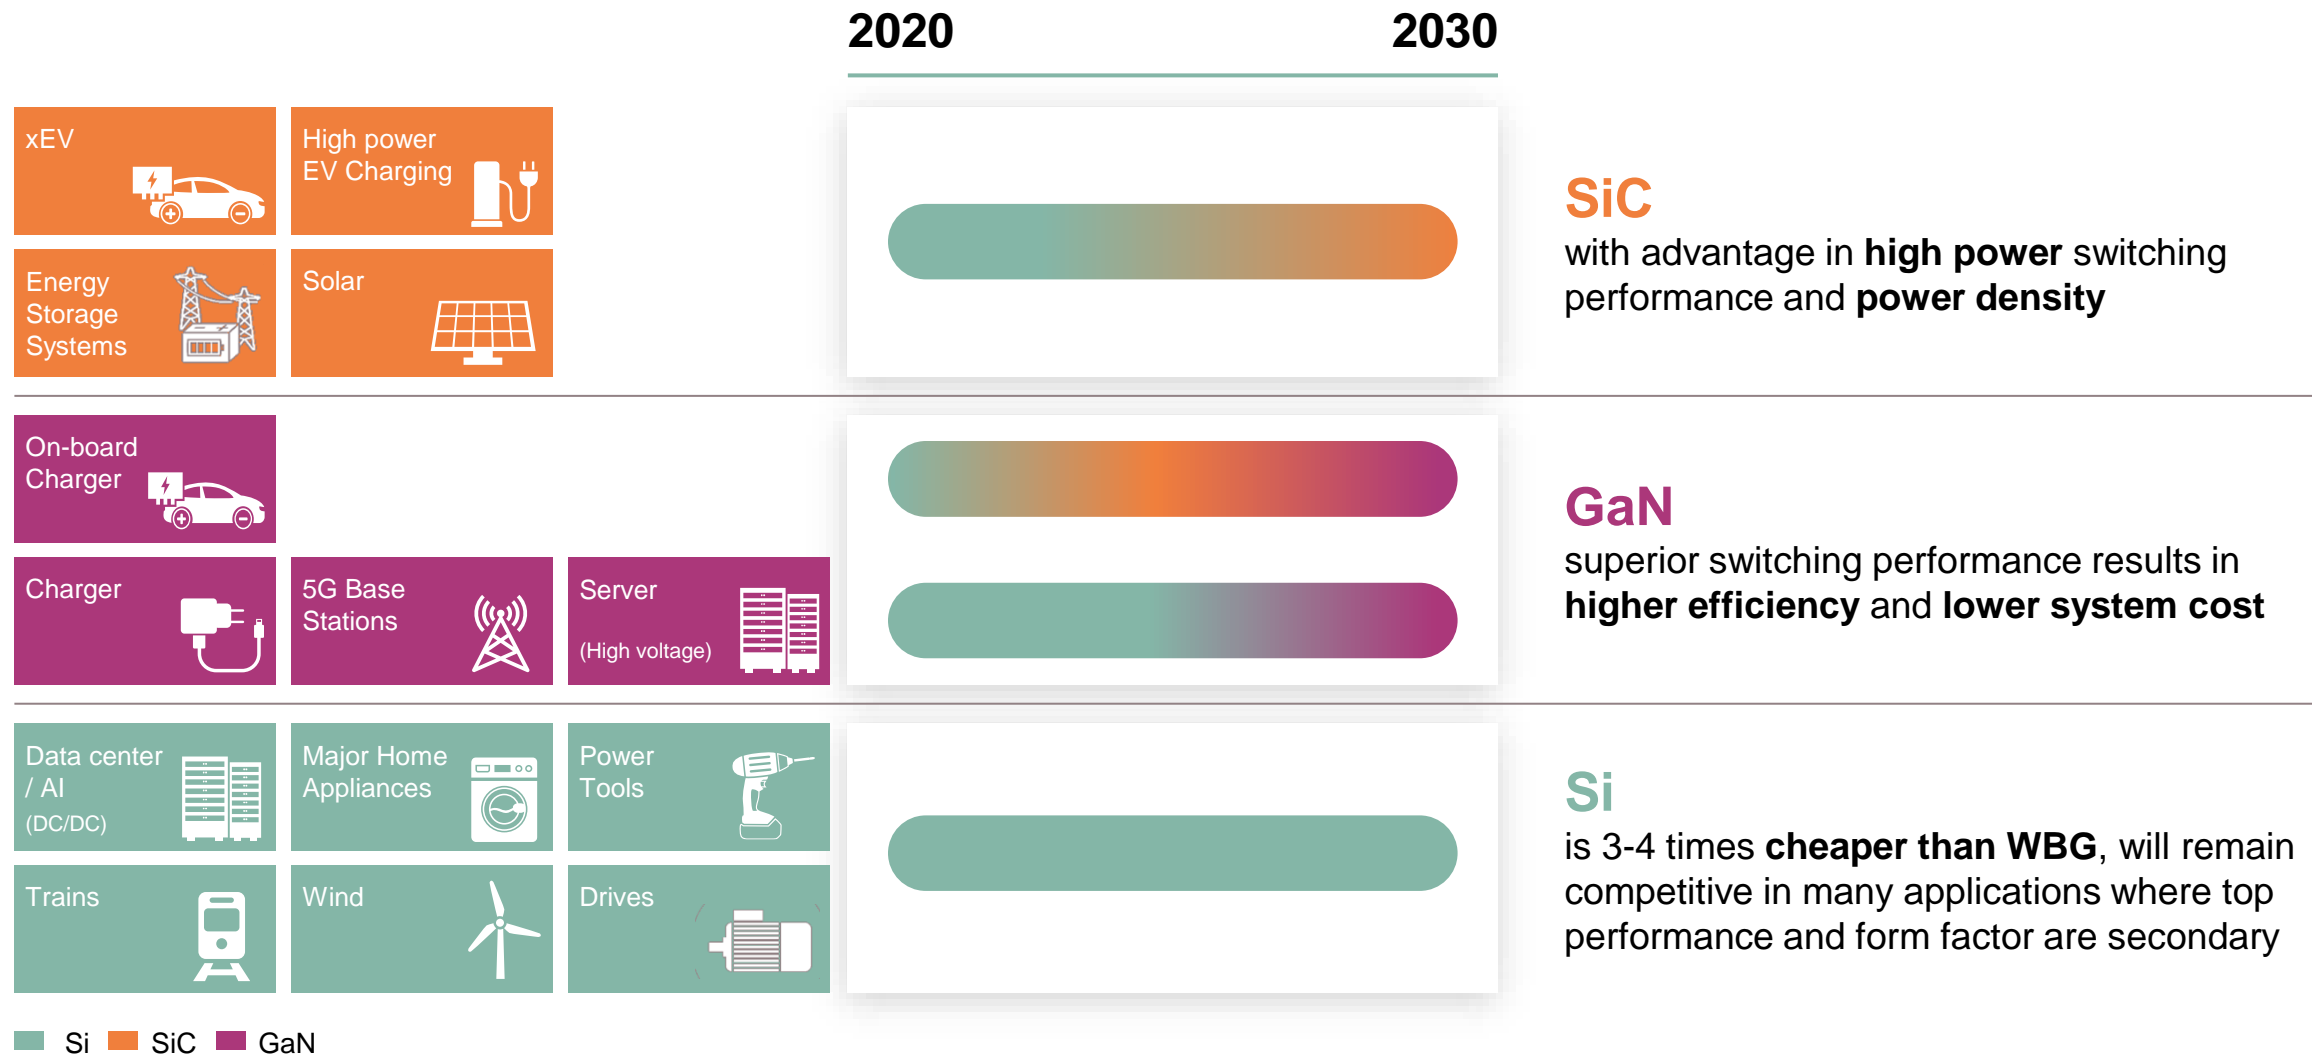 2020 2030
xEV
High power
EV Charging
Energy
Storage
Systems
Solar
SiC
with advantage in high power switching
performance and power density
On-board
Charger
Charger
5G Base
Stations
Server
(High voltage)
GaN
superior switching performance results in
higher efficiency and lower system cost
Data center
/ AI
(DC/DC)
Major Home
Appliances
Power
Tools
Trains
Wind
Drives
Si
is 3-4 times cheaper than WBG, will remain
competitive in many applications where top
performance and form factor are secondary
Si SiC GaN